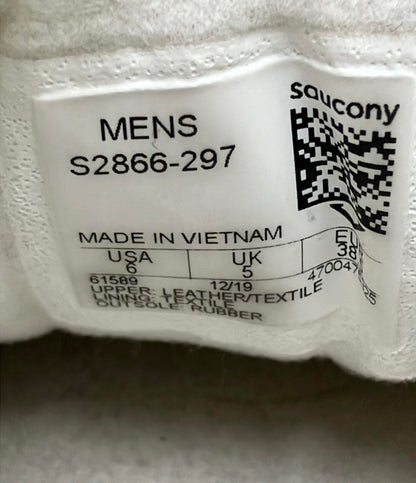 saucony
MENS
S2866-297
MADE IN VIETNAM
USA UK EU
6 5 38
61589 12/19
UPPER: LEATHER/TEXTILE
LINING: TEXTILE
OUTSOLE: RUBBER